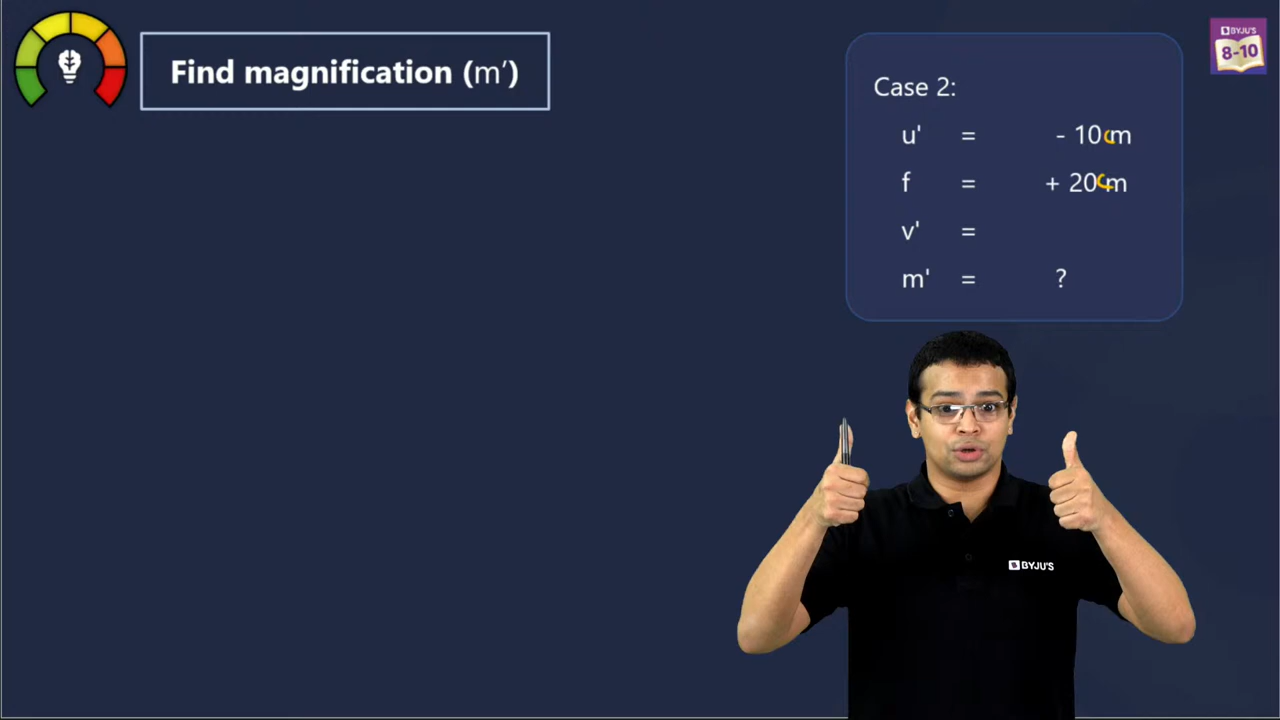 Find magnification (m′)
BYJU'S
8-10
Case 2:
u' = - 10cm
f = + 20cm
v' =
m' = ?
BYJU'S